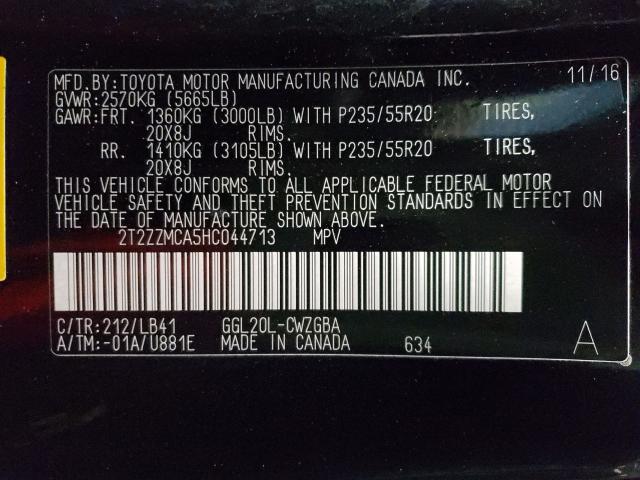 MFD.BY:TOYOTA MOTOR MANUFACTURING CANADA INC. 11/16
GVWR:2570KG (5665LB)
GAWR:FRT. 1360KG (3000LB) WITH P235/55R20 TIRES,
20X8J RIMS.
RR. 1410KG (3105LB) WITH P235/55R20 TIRES,
20X8J RIMS.
THIS VEHICLE CONFORMS TO ALL APPLICABLE FEDERAL MOTOR
VEHICLE SAFETY AND THEFT PREVENTION STANDARDS IN EFFECT ON
THE DATE OF MANUFACTURE SHOWN ABOVE.
2T2ZZMCA5HC044713 MPV
C/TR:212/LB41 GGL20L-CWZGBA
A/TM:-01A/U881E MADE IN CANADA 634 A